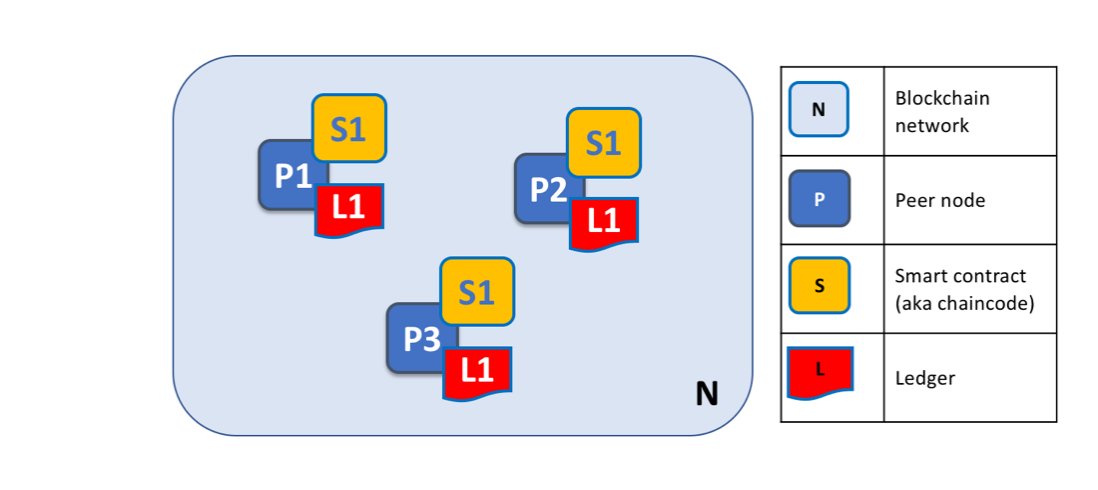 S1
P1
L1
S1
P2
L1
S1
P3
L1
N
N
Blockchain
network
P
Peer node
S
Smart contract
(aka chaincode)
L
Ledger